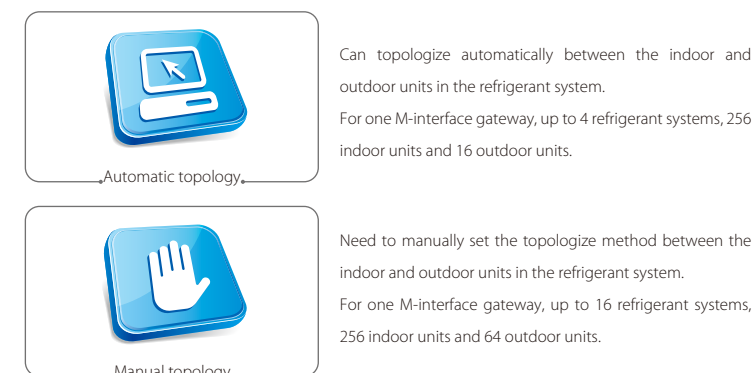 Can topologize automatically between the indoor and
outdoor units in the refrigerant system.
For one M-interface gateway, up to 4 refrigerant systems, 256
indoor units and 16 outdoor units.
Automatic topology
Need to manually set the topologize method between the
indoor and outdoor units in the refrigerant system.
For one M-interface gateway, up to 16 refrigerant systems,
256 indoor units and 64 outdoor units.
Manual topology